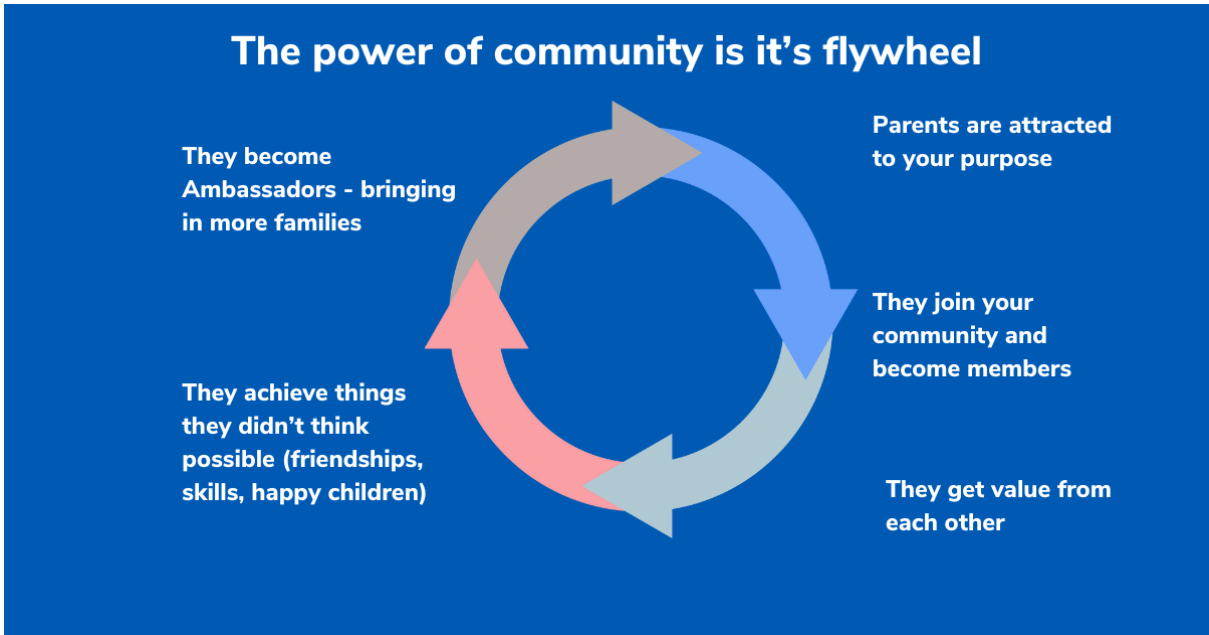 The power of community is it’s flywheel
Parents are attracted
to your purpose
They join your
community and
become members
They get value from
each other
They achieve things
they didn’t think
possible (friendships,
skills, happy children)
They become
Ambassadors - bringing
in more families